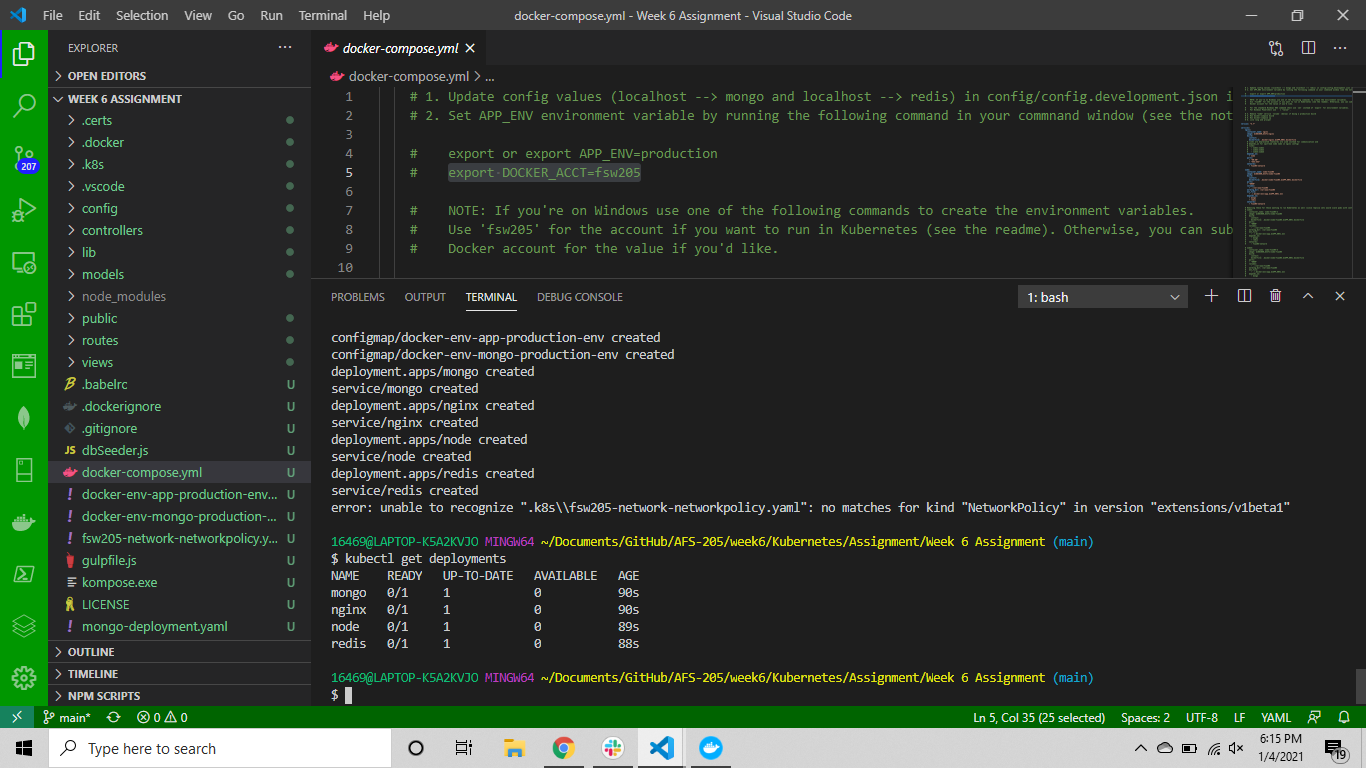 File Edit Selection View Go Run Terminal Help
docker-compose.yml - Week 6 Assignment - Visual Studio Code
EXPLORER
OPEN EDITORS
WEEK 6 ASSIGNMENT
.certs
.docker
.k8s
207
.vscode
config
controllers
lib
models
node_modules
public
routes
views
.babelrc U
.dockerignore U
.gitignore U
JS dbSeeder.js U
docker-compose.yml U
! docker-env-app-production-env... U
! docker-env-mongo-production-... U
! fsw205-network-networkpolicy.y... U
gulpfile.js U
kompose.exe U
LICENSE U
! mongo-deployment.yaml U
OUTLINE
TIMELINE
NPM SCRIPTS
docker-compose.yml
docker-compose.yml > ...
1 # 1. Update config values (localhost --> mongo and localhost --> redis) in config/config.development.json i
2 # 2. Set APP_ENV environment variable by running the following command in your commnand window (see the not
3
4 # export or export APP_ENV=production
5 # export DOCKER_ACCT=fsw205
6
7 # NOTE: If you're on Windows use one of the following commands to create the environment variables.
8 # Use 'fsw205' for the account if you want to run in Kubernetes (see the readme). Otherwise, you can sub
9 # Docker account for the value if you'd like.
10
PROBLEMS OUTPUT TERMINAL DEBUG CONSOLE
1: bash
configmap/docker-env-app-production-env created
configmap/docker-env-mongo-production-env created
deployment.apps/mongo created
service/mongo created
deployment.apps/nginx created
service/nginx created
deployment.apps/node created
service/node created
deployment.apps/redis created
service/redis created
error: unable to recognize ".k8s\\fsw205-network-networkpolicy.yaml": no matches for kind "NetworkPolicy" in version "extensions/v1beta1"
16469@LAPTOP-K5A2KVJO MINGW64 ~/Documents/GitHub/AFS-205/week6/Kubernetes/Assignment/Week 6 Assignment (main)
$ kubectl get deployments
NAME READY UP-TO-DATE AVAILABLE AGE
mongo 0/1 1 0 90s
nginx 0/1 1 0 90s
node 0/1 1 0 89s
redis 0/1 1 0 88s
16469@LAPTOP-K5A2KVJO MINGW64 ~/Documents/GitHub/AFS-205/week6/Kubernetes/Assignment/Week 6 Assignment (main)
$
main* 0 0
Ln 5, Col 35 (25 selected) Spaces: 2 UTF-8 LF YAML
Type here to search
6:15 PM
1/4/2021
19